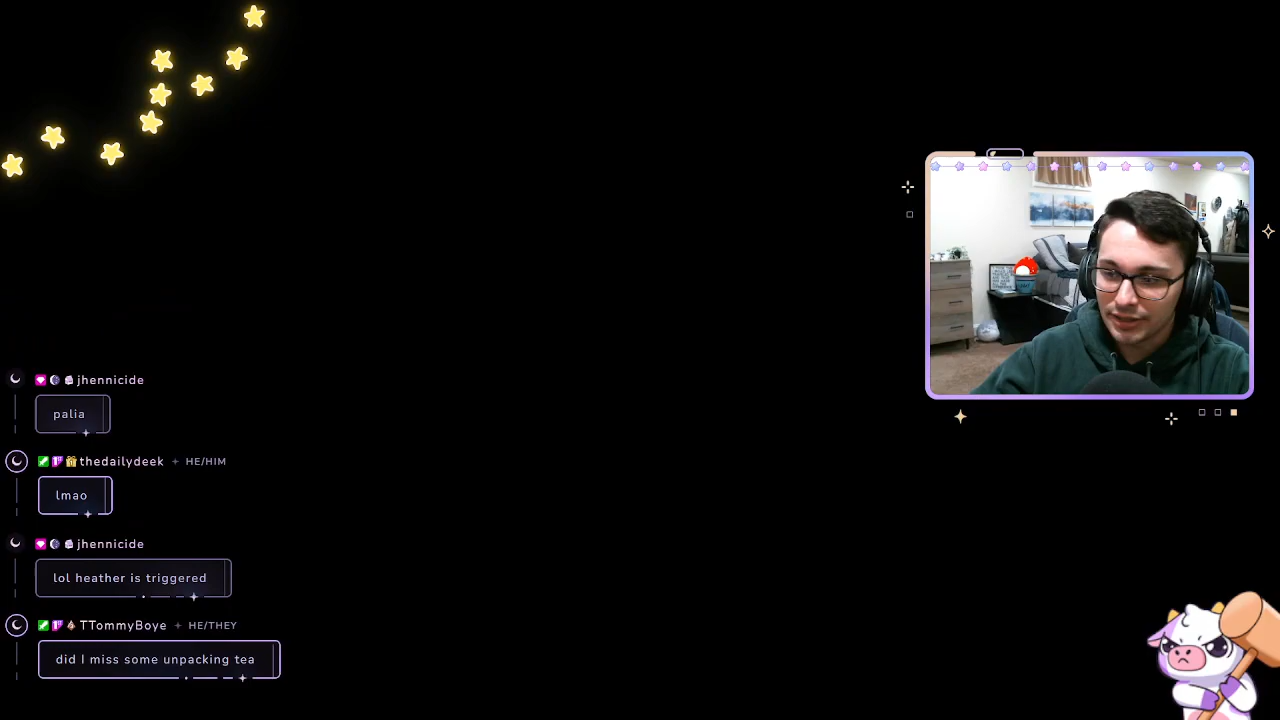 jhennicide
palia
thedailydeek HE/HIM
lmao
jhennicide
lol heather is triggered
TTommyBoye HE/THEY
did I miss some unpacking tea